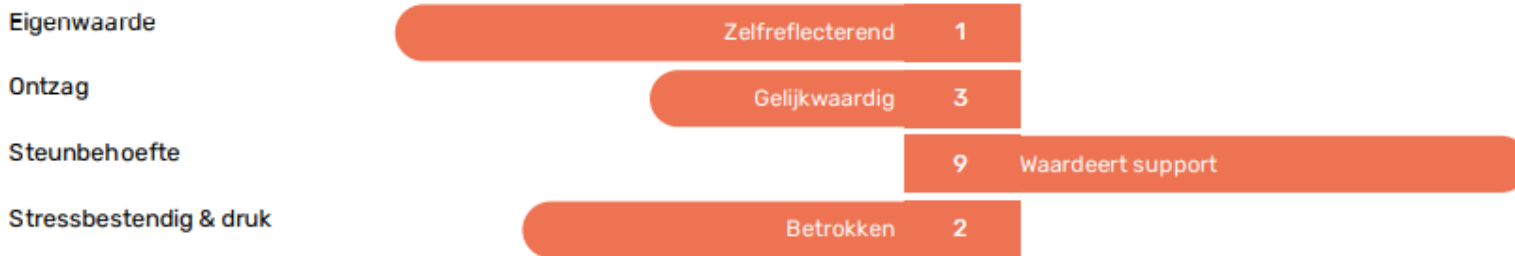 Eigenwaarde Zelfreflecterend 1
Ontzag Gelijkwaardig 3
Steunbehoefte 9 Waardeert support
Stressbestendig & druk Betrokken 2